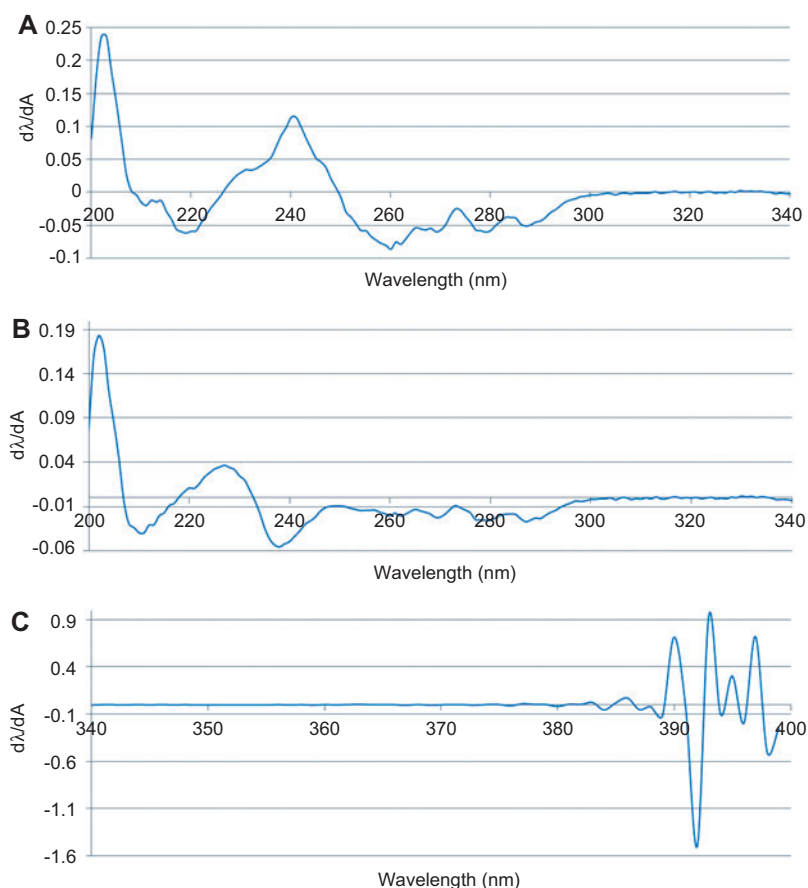 A
0.25
0.2
0.15
0.1
0.05
0
-0.05
-0.1
dλ/dA
200 220 240 260 280 300 320 340
Wavelength (nm)
B
0.19
0.14
0.09
0.04
-0.01
-0.06
dλ/dA
200 220 240 260 280 300 320 340
Wavelength (nm)
C
0.9
0.4
-0.1
-0.6
-1.1
-1.6
dλ/dA
340 350 360 370 380 390 400
Wavelength (nm)